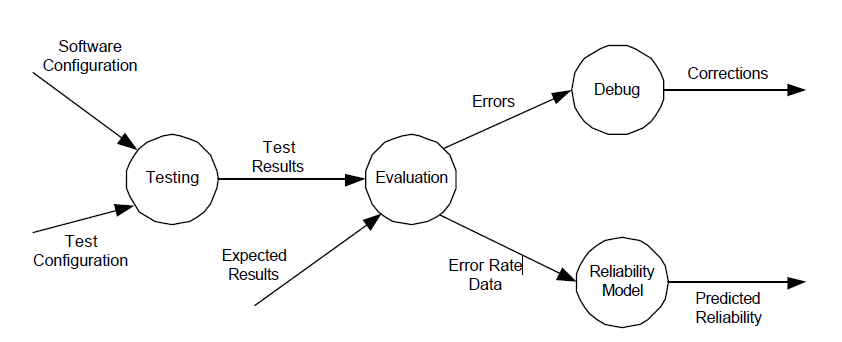 Software
Configuration
Corrections
Debug
Errors
Test
Results
Testing
Evaluation
Test
Configuration
Expected
Results
Error Rate
Data
Reliability
Model
Predicted
Reliability